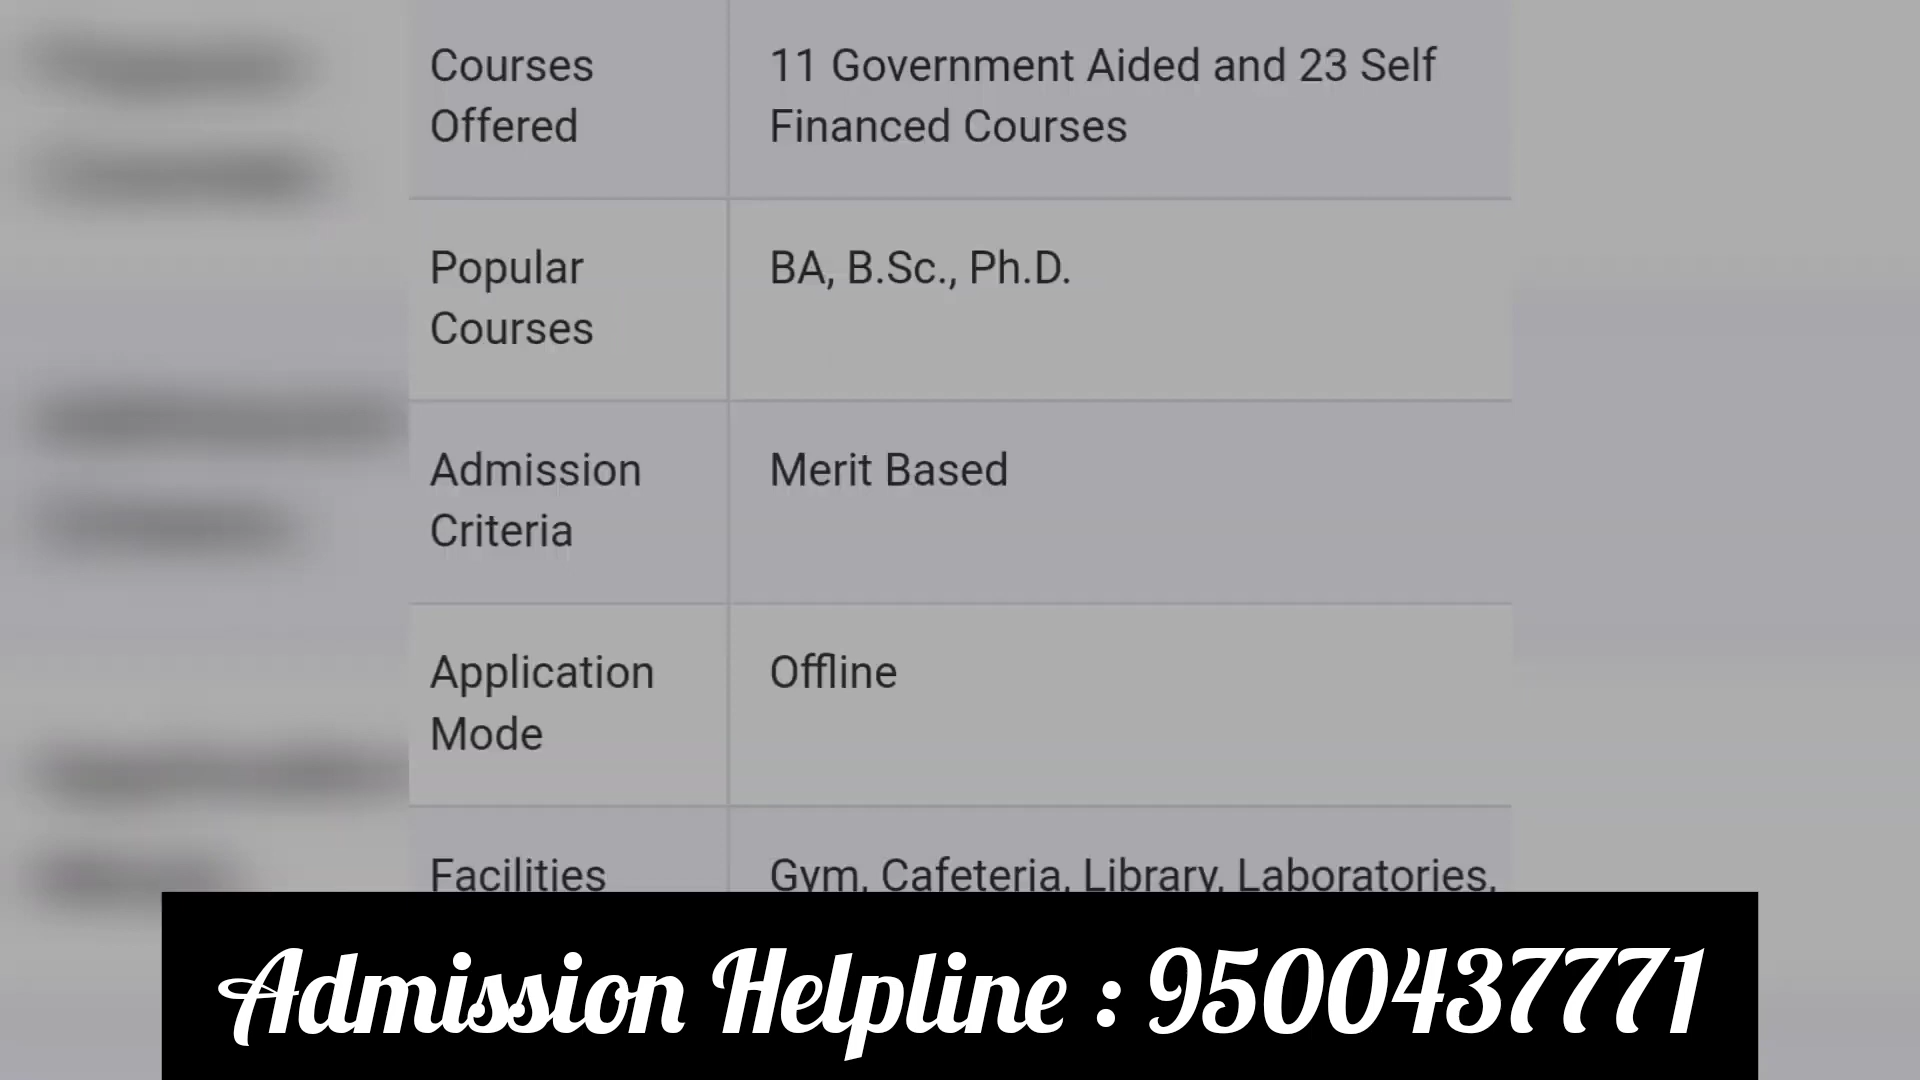 Courses
Offered
11 Government Aided and 23 Self
Financed Courses
Popular
Courses
BA, B.Sc., Ph.D.
Admission
Criteria
Merit Based
Application
Mode
Offline
Facilities
Gym, Cafeteria, Library, Laboratories,
Admission Helpline : 9500437771